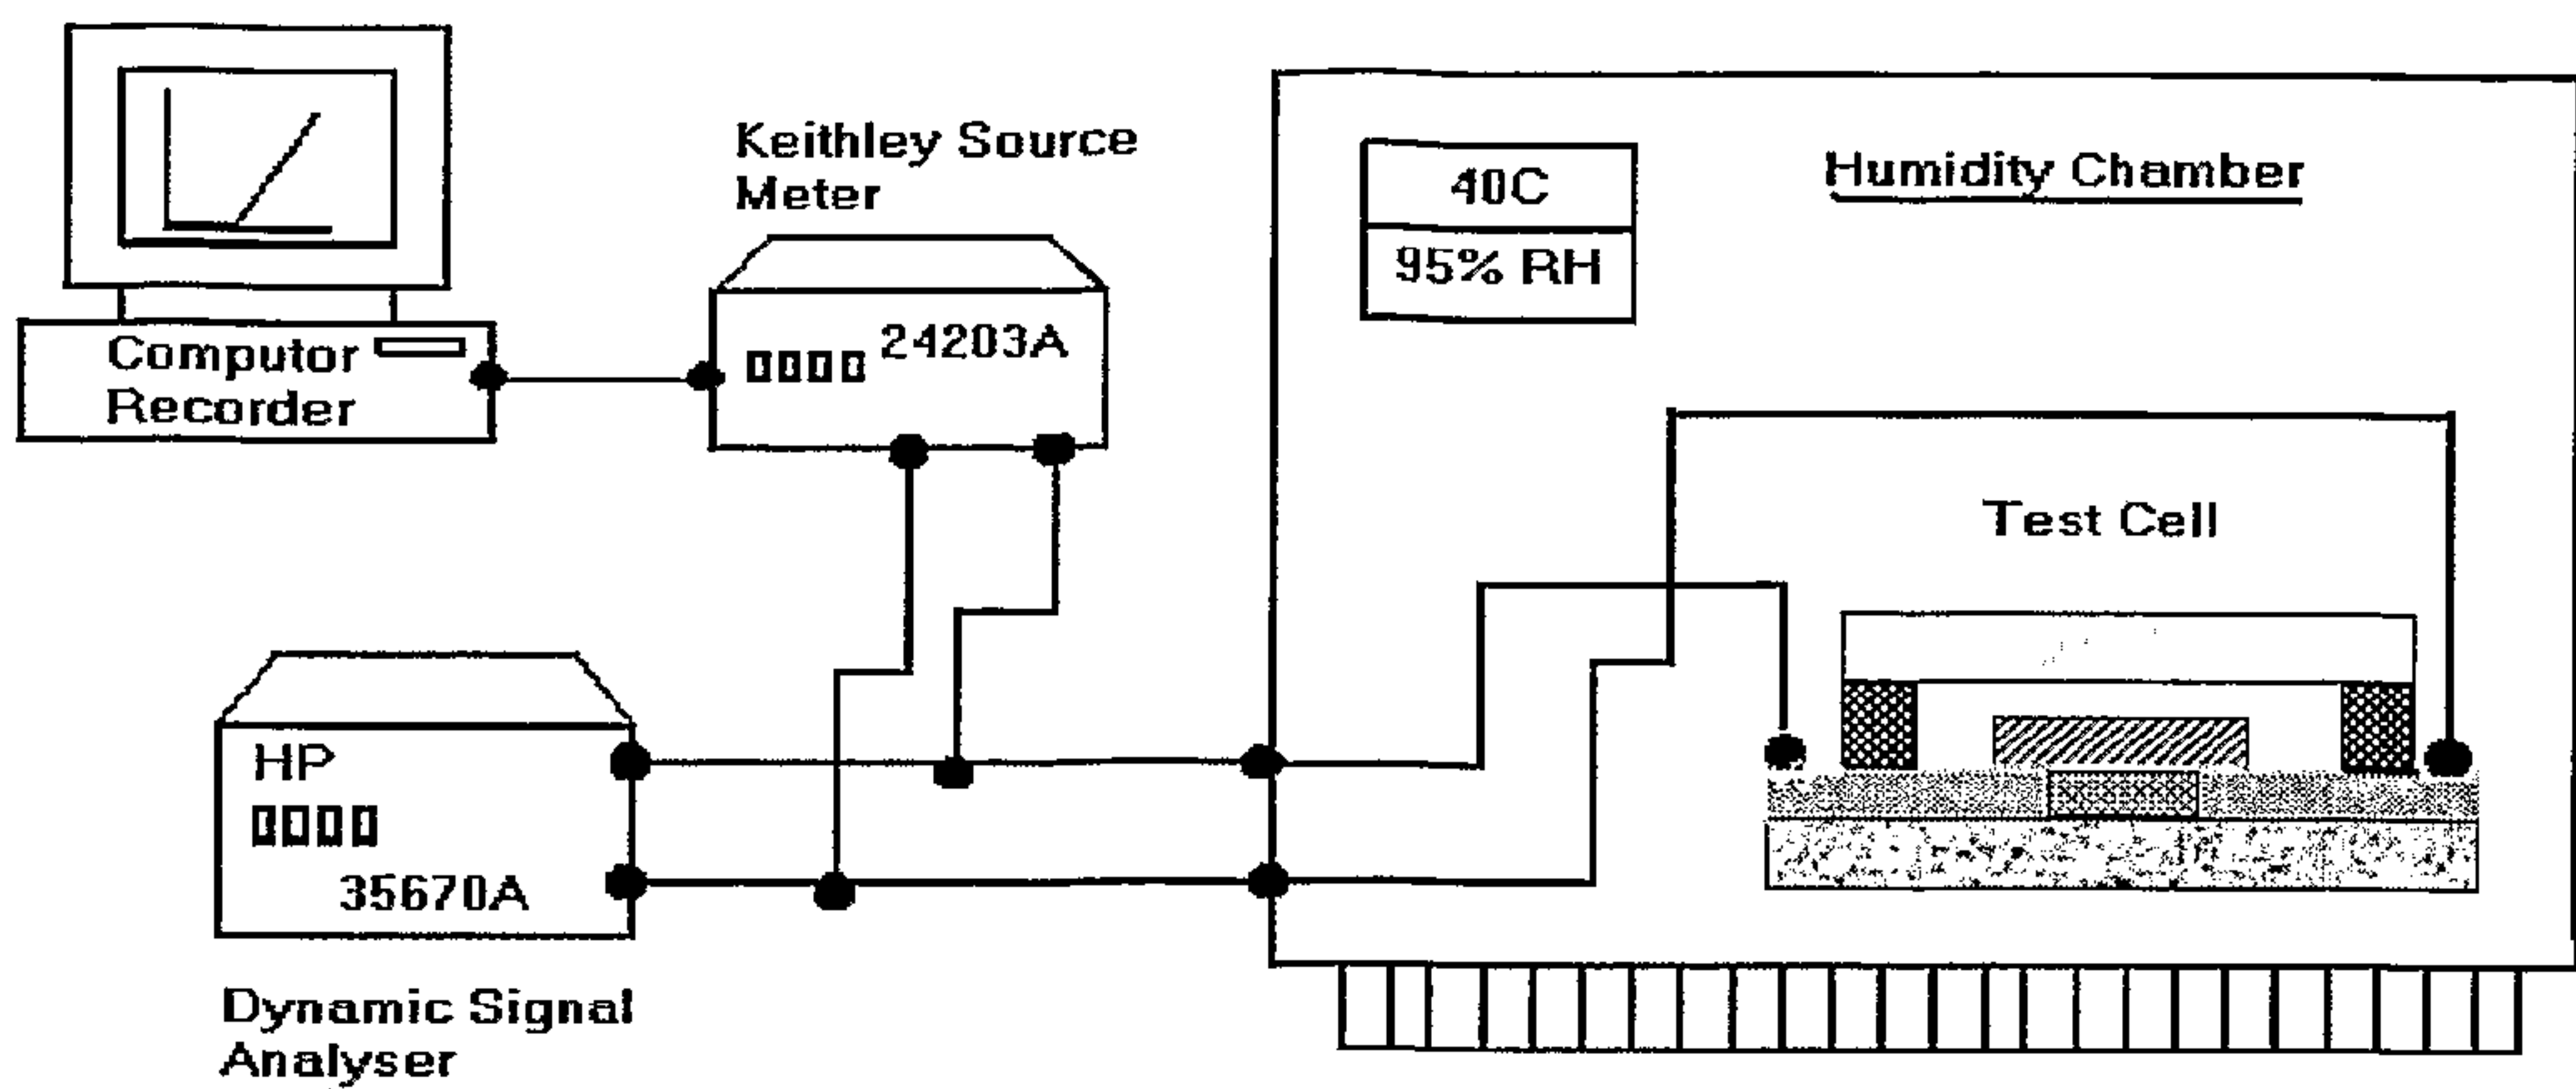 Keithley Source
Meter
24203A
Computor
Recorder
40C
95% RH
Humidity Chamber
Test Cell
HP
35670A
Dynamic Signal
Analyser